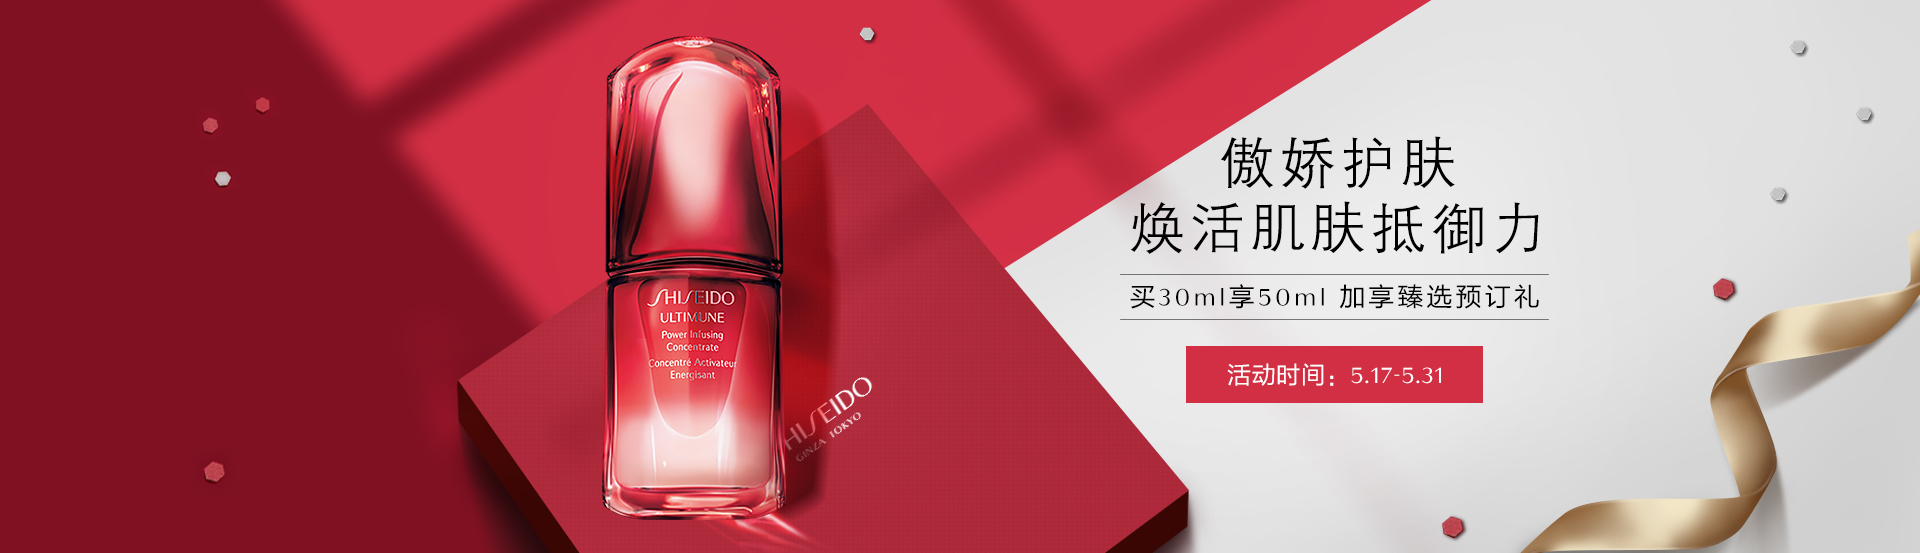 SHISEIDO
ULTIMUNE
Power Infusing
Concentrate
Concentré Activateur
Energisant
HISEIDO
GINZA TOKYO
傲娇护肤
焕活肌肤抵御力
买30ml享50ml 加享臻选预订礼
活动时间：5.17-5.31